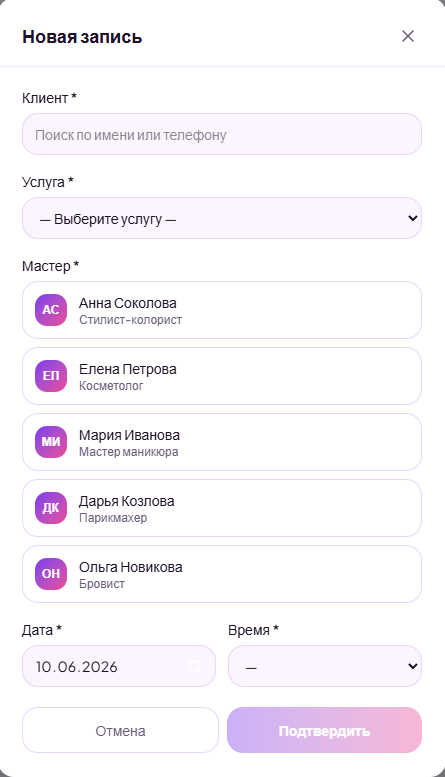 Новая запись
Клиент *
Поиск по имени или телефону
Услуга *
— Выберите услугу —
Мастер *
АС
Анна Соколова
Стилист-колорист
ЕП
Елена Петрова
Косметолог
МИ
Мария Иванова
Мастер маникюра
ДК
Дарья Козлова
Парикмахер
ОН
Ольга Новикова
Бровист
Дата * Время *
10.06.2026 —
Отмена Подтвердить